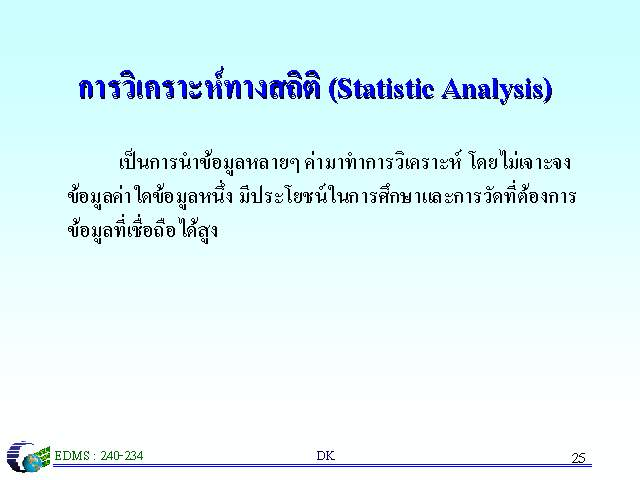 การวิเคราะห์ทางสถิติ (Statistic Analysis)
เป็นการนำข้อมูลหลายๆ ค่ามาทำการวิเคราะห์ โดยไม่เจาะจง
ข้อมูลค่าใดข้อมูลหนึ่ง มีประโยชน์ในการศึกษาและการวัดที่ต้องการ
ข้อมูลที่เชื่อถือได้สูง
EDMS : 240-234 DK 25